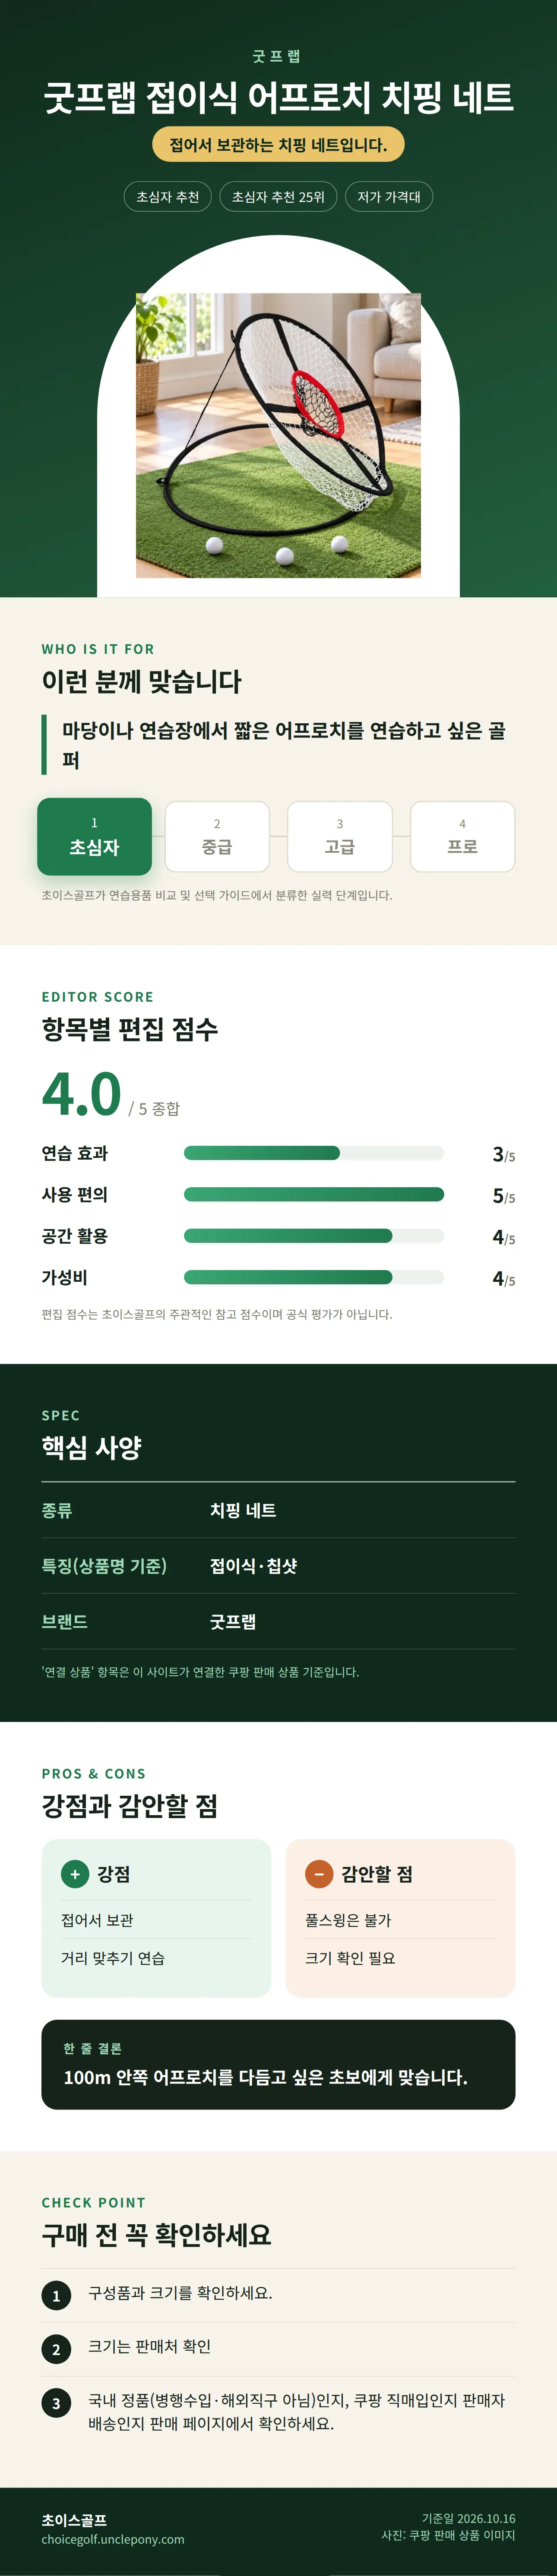 굿프랩
굿프랩 접이식 어프로치 치핑 네트
접어서 보관하는 치핑 네트입니다.
초심자 추천
초심자 추천 25위
저가 가격대
WHO IS IT FOR
이런 분께 맞습니다
마당이나 연습장에서 짧은 어프로치를 연습하고 싶은 골
퍼
1
초심자
2
중급
3
고급
4
프로
초이스골프가 연습용품 비교 및 선택 가이드에서 분류한 실력 단계입니다.
EDITOR SCORE
항목별 편집 점수
4.0 / 5 종합
연습 효과 3/5
사용 편의 5/5
공간 활용 4/5
가성비 4/5
편집 점수는 초이스골프의 주관적인 참고 점수이며 공식 평가가 아닙니다.
SPEC
핵심 사양
종류 치핑 네트
특징(상품명 기준) 접이식·칩샷
브랜드 굿프랩
'연결 상품' 항목은 이 사이트가 연결한 쿠팡 판매 상품 기준입니다.
PROS & CONS
강점과 감안할 점
+ 강점
접어서 보관
거리 맞추기 연습
− 감안할 점
풀스윙은 불가
크기 확인 필요
한 줄 결론
100m 안쪽 어프로치를 다듬고 싶은 초보에게 맞습니다.
CHECK POINT
구매 전 꼭 확인하세요
1 구성품과 크기를 확인하세요.
2 크기는 판매처 확인
3 국내 정품(병행수입·해외직구 아님)인지, 쿠팡 직매입인지 판매자
배송인지 판매 페이지에서 확인하세요.
초이스골프
choicegolf.unclepony.com
기준일 2026.10.16
사진: 쿠팡 판매 상품 이미지